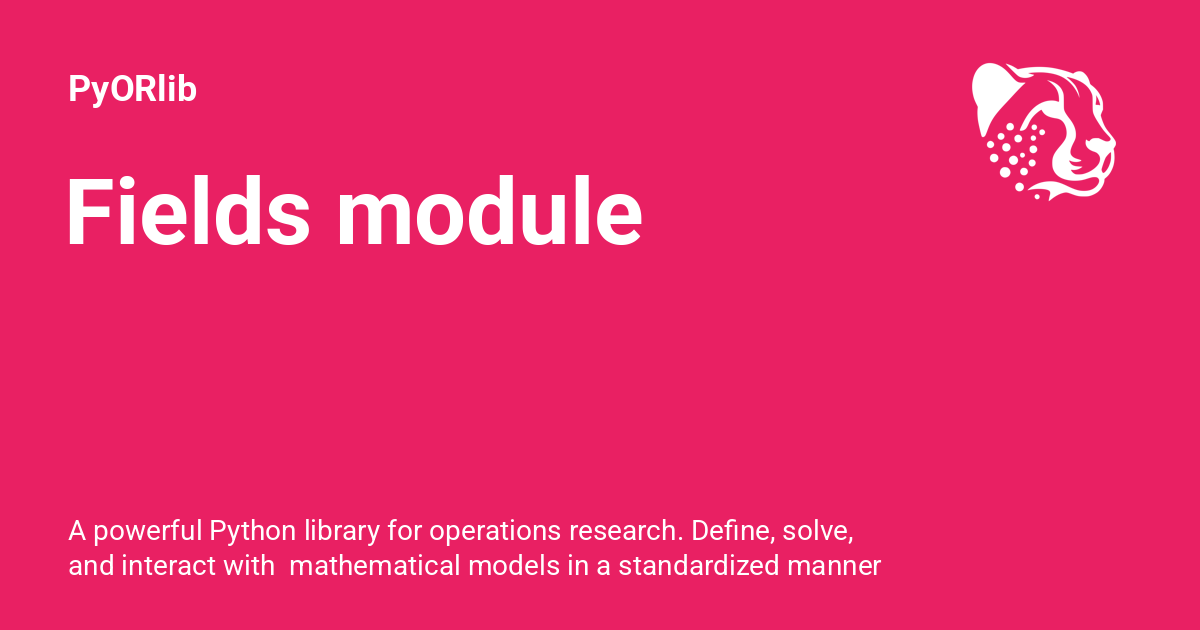 PyORlib
Fields module
A powerful Python library for operations research. Define, solve,
and interact with  mathematical models in a standardized manner